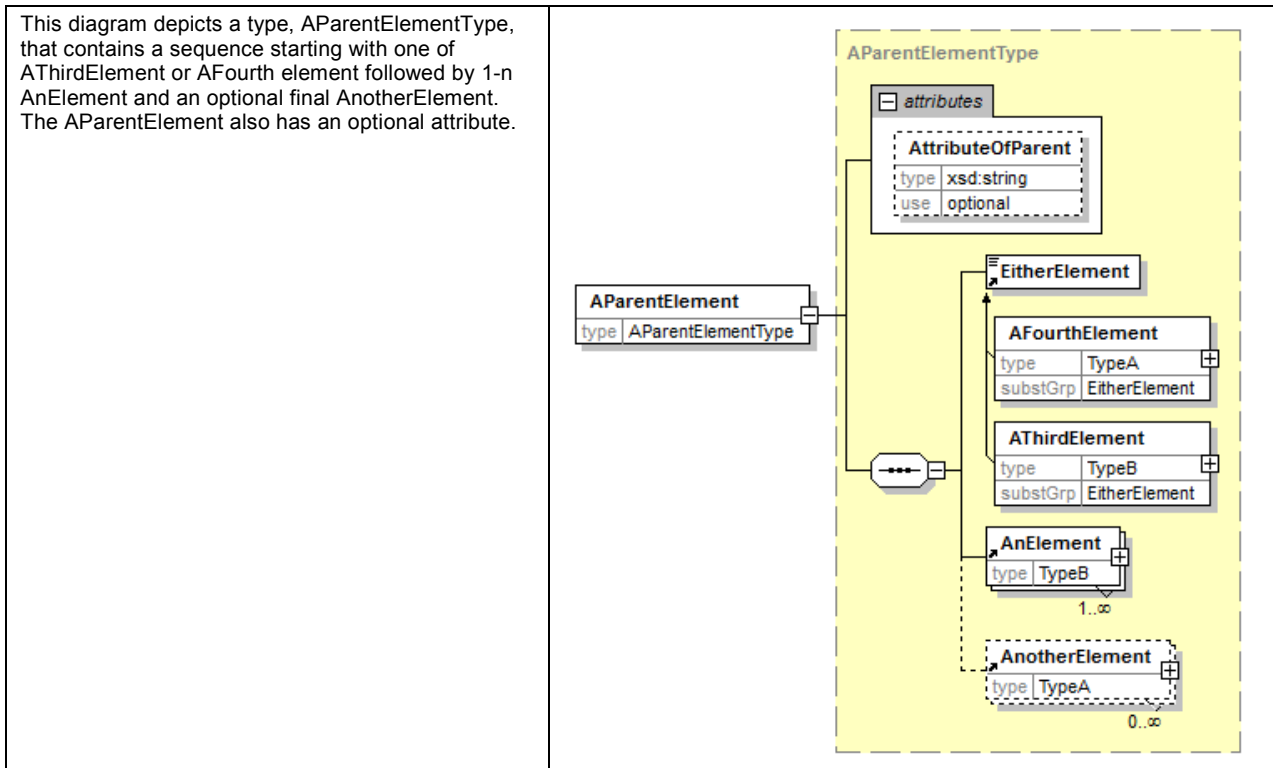 This diagram depicts a type, AParentElementType,
that contains a sequence starting with one of
AThirdElement or AFourth element followed by 1-n
AnElement and an optional final AnotherElement.
The AParentElement also has an optional attribute.
AParentElementType
attributes
AttributeOfParent
type xsd:string
use optional
EitherElement
AParentElement
type AParentElementType
AFourthElement
type TypeA
substGrp EitherElement
AThirdElement
type TypeB
substGrp EitherElement
AnElement
type TypeB
1..∞
AnotherElement
type TypeA
0..∞